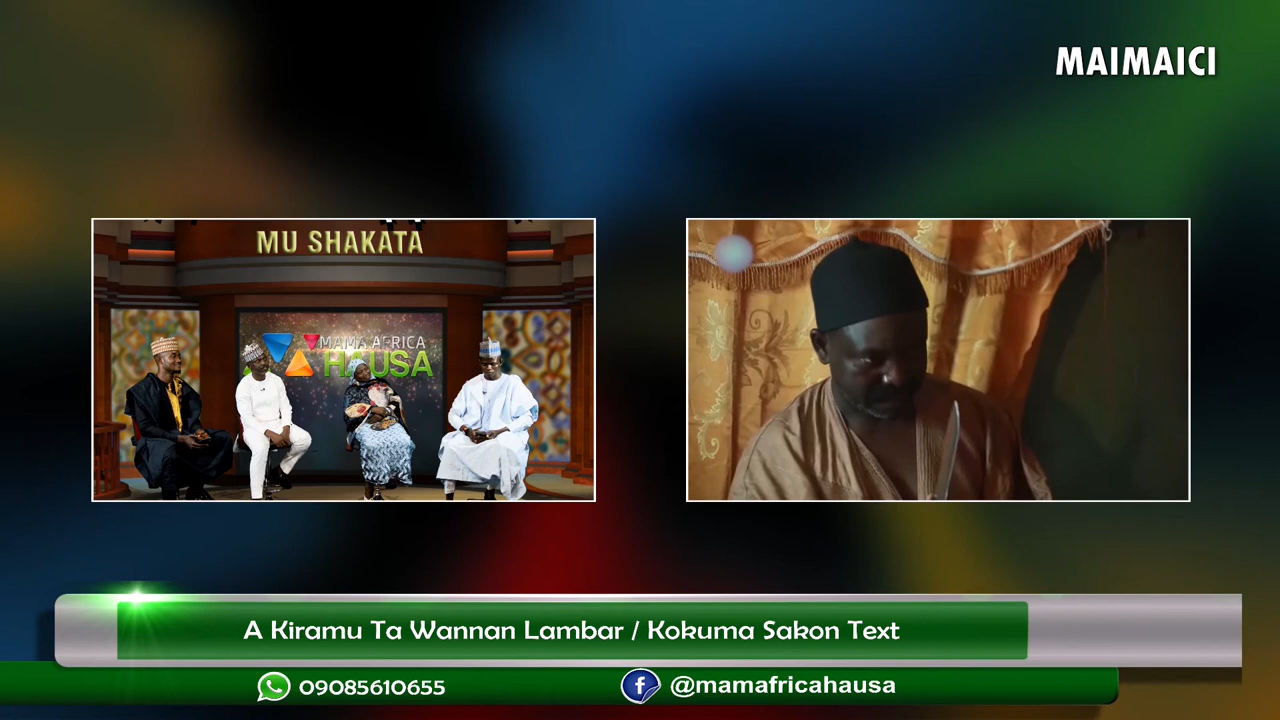 MAIMAICI
MU SHAKATA
MAMA AFRICA
HAUSA
A Kiramu Ta Wannan Lambar / Kokuma Sakon Text
09085610655
@mamafricahausa